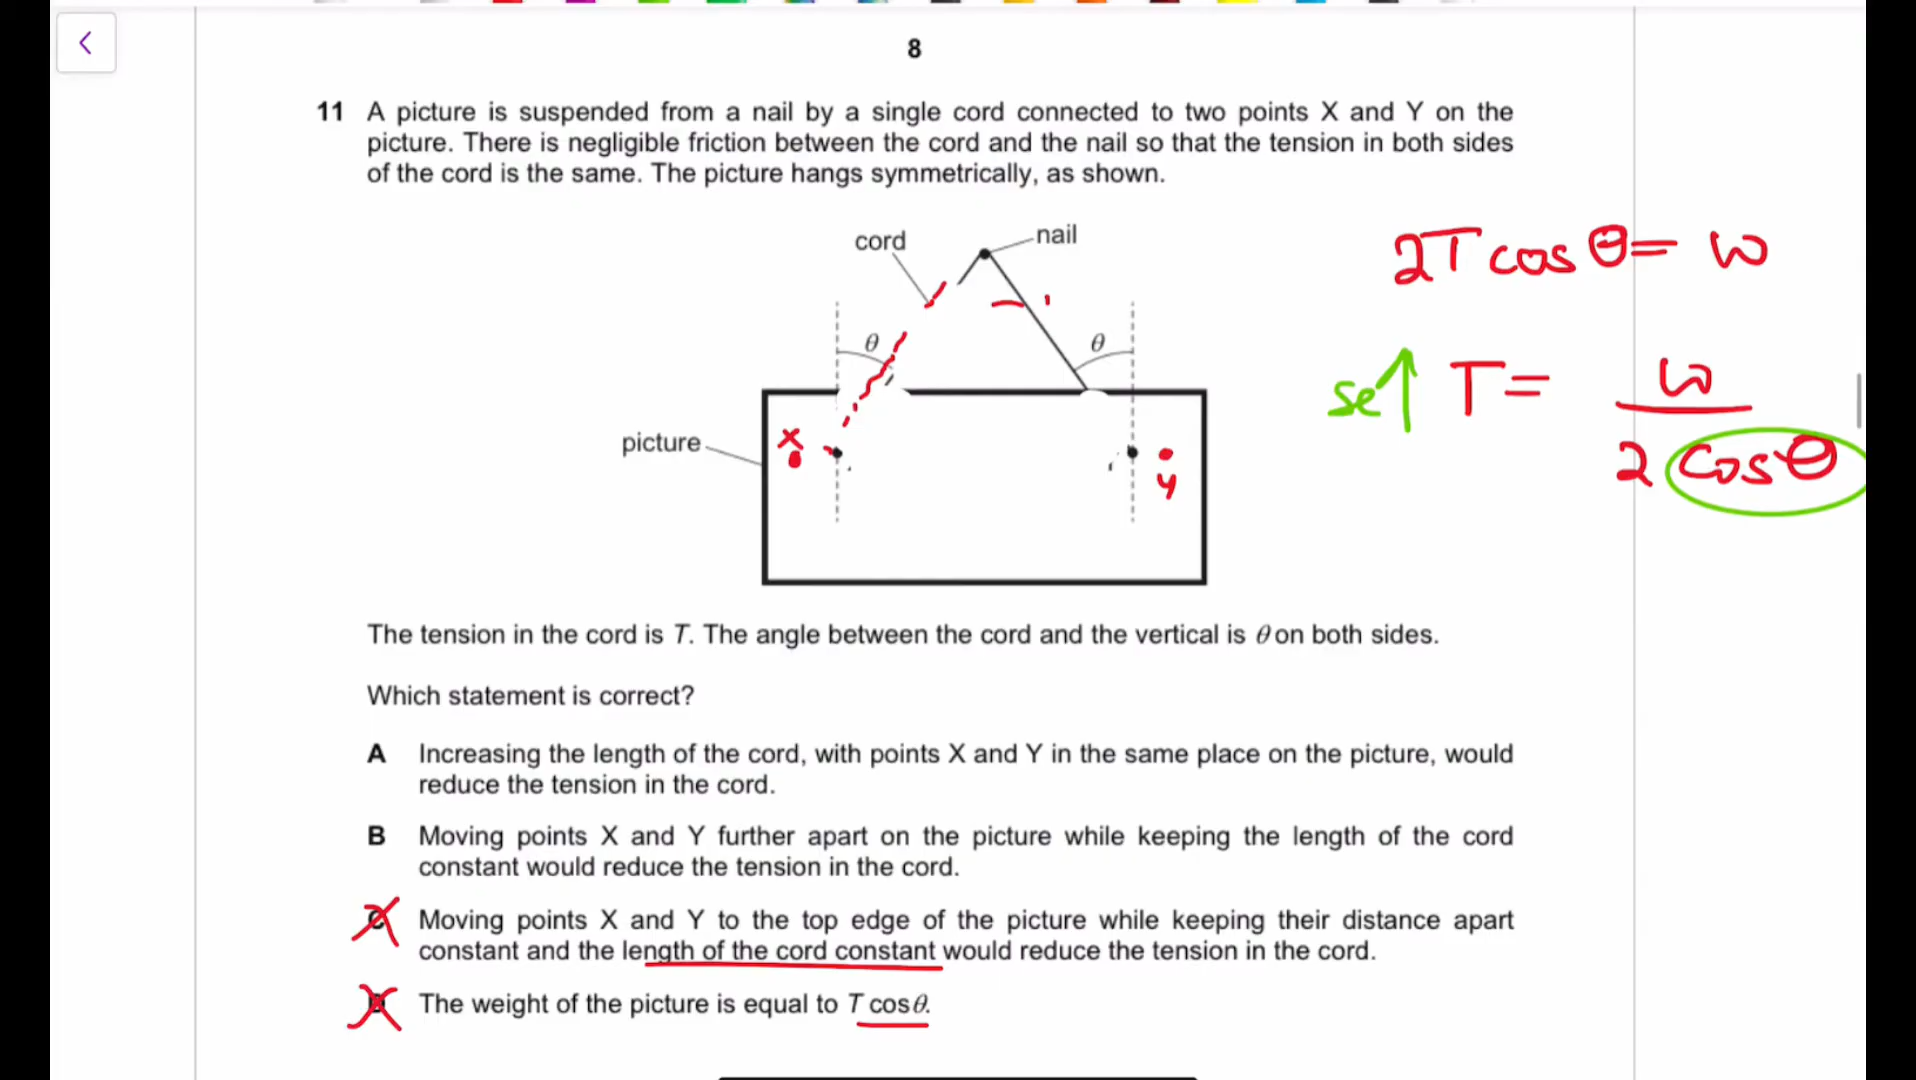 8
11 A picture is suspended from a nail by a single cord connected to two points X and Y on the
picture. There is negligible friction between the cord and the nail so that the tension in both sides
of the cord is the same. The picture hangs symmetrically, as shown.
cord
nail
2T cos θ = W
θ
θ
T = W / 2 cos θ
picture
X
Y
The tension in the cord is T. The angle between the cord and the vertical is θ on both sides.
Which statement is correct?
A Increasing the length of the cord, with points X and Y in the same place on the picture, would
reduce the tension in the cord.
B Moving points X and Y further apart on the picture while keeping the length of the cord
constant would reduce the tension in the cord.
Moving points X and Y to the top edge of the picture while keeping their distance apart
constant and the length of the cord constant would reduce the tension in the cord.
The weight of the picture is equal to T cos θ.